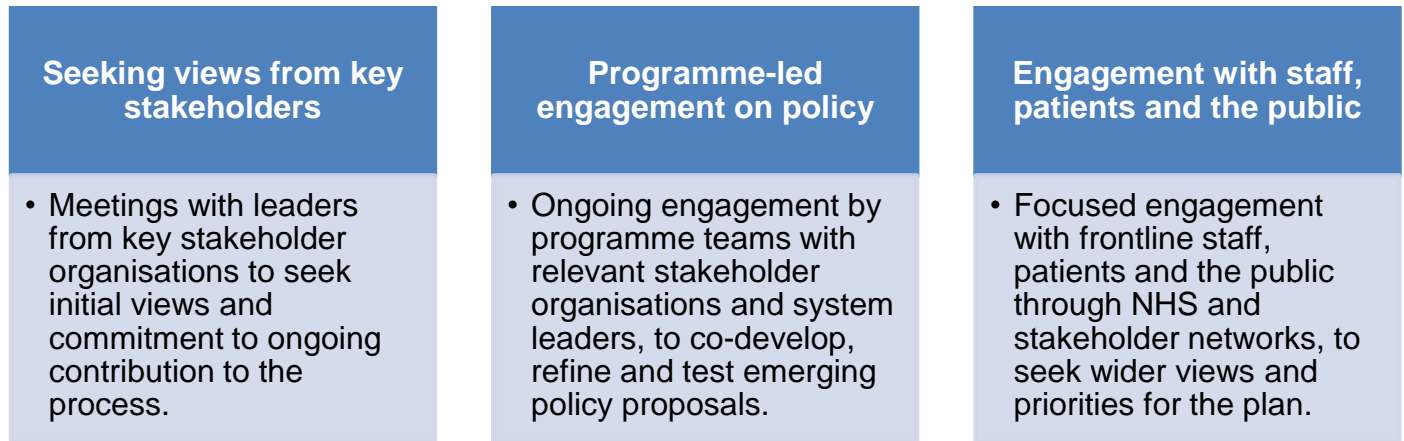 Seeking views from key
stakeholders
• Meetings with leaders
from key stakeholder
organisations to seek
initial views and
commitment to ongoing
contribution to the
process.
Programme-led
engagement on policy
• Ongoing engagement by
programme teams with
relevant stakeholder
organisations and system
leaders, to co-develop,
refine and test emerging
policy proposals.
Engagement with staff,
patients and the public
• Focused engagement
with frontline staff,
patients and the public
through NHS and
stakeholder networks, to
seek wider views and
priorities for the plan.